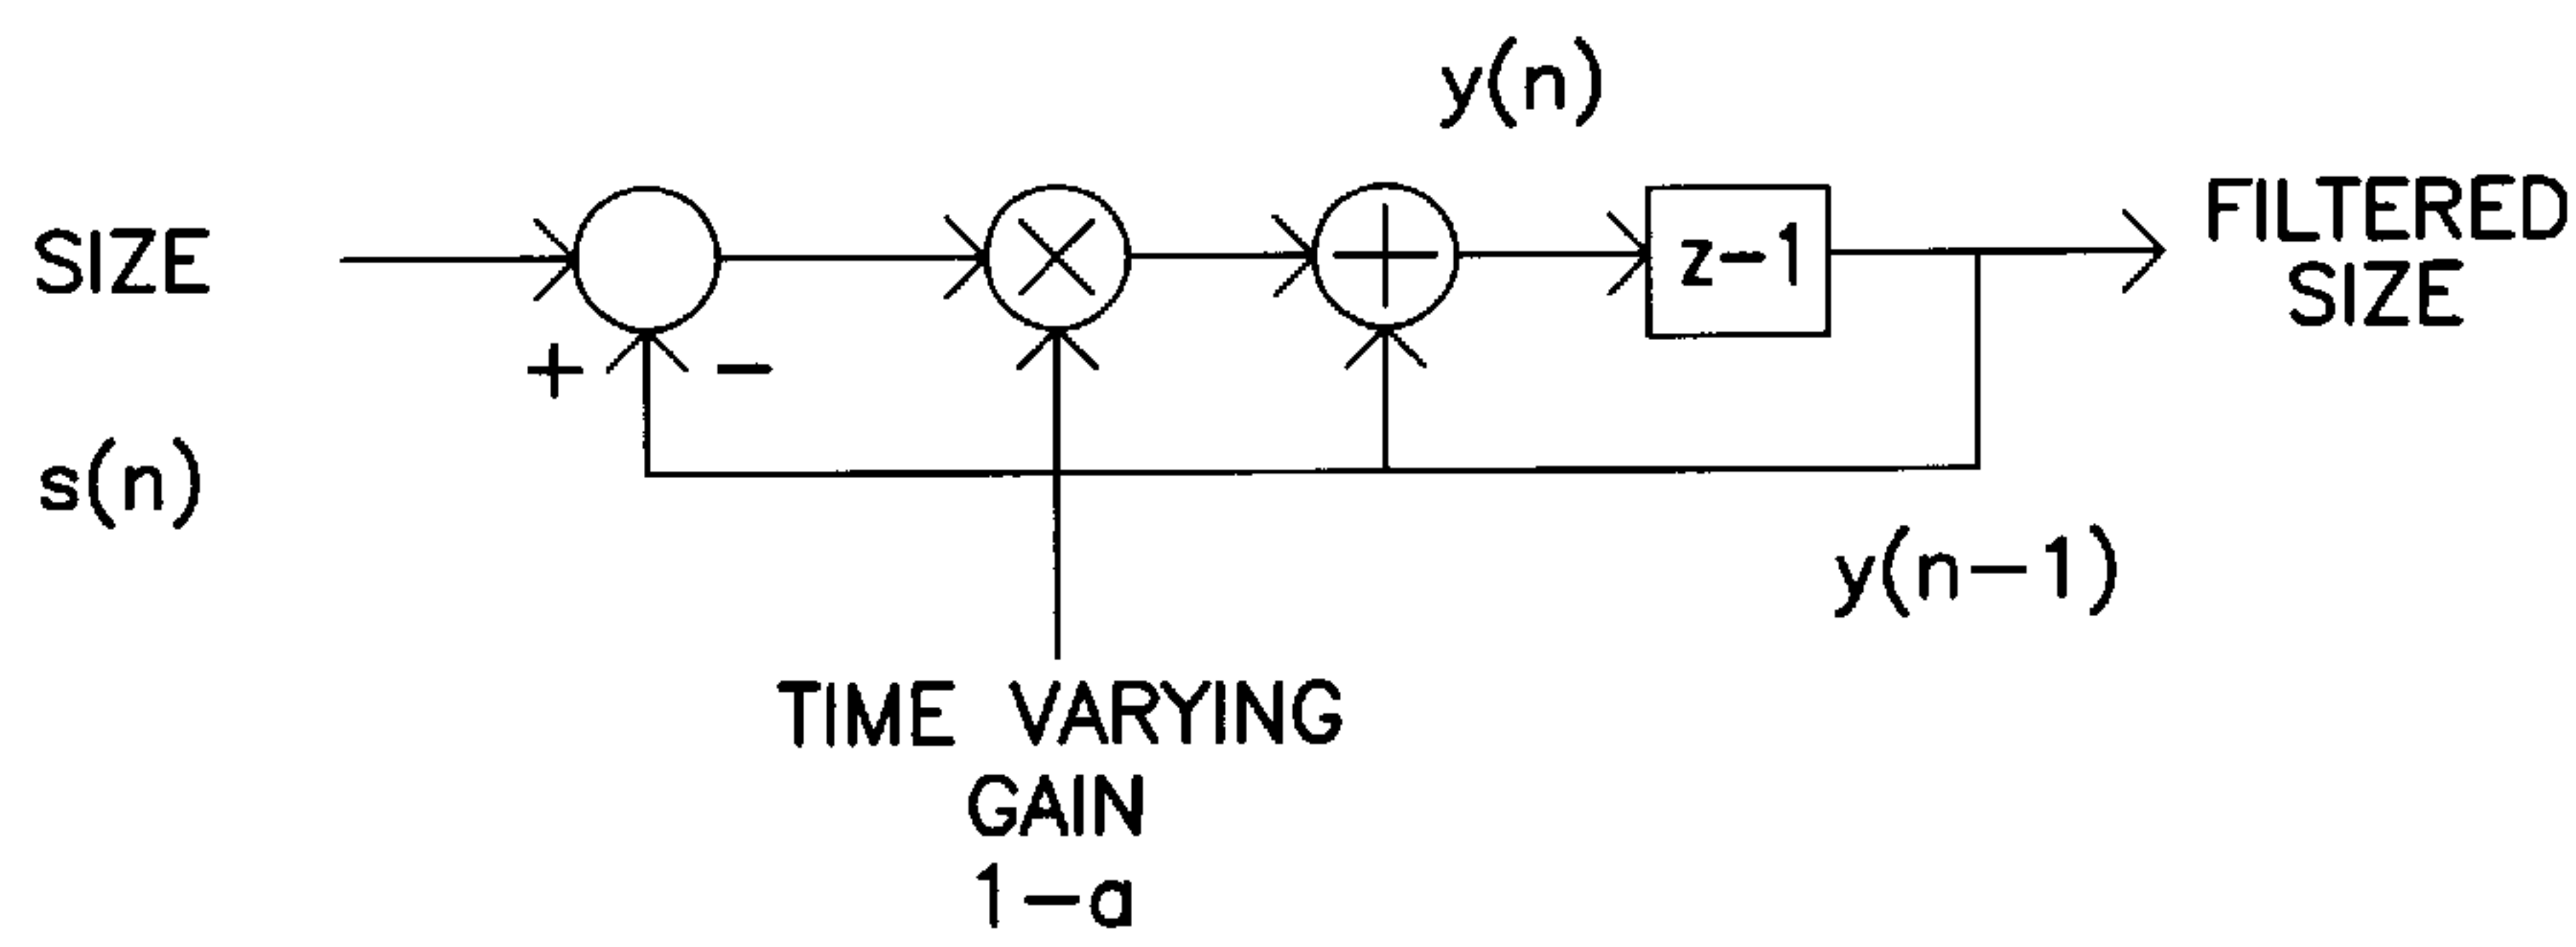 y(n)
SIZE
z-1
FILTERED
SIZE
+ -
s(n)
y(n-1)
TIME VARYING
GAIN
1-a